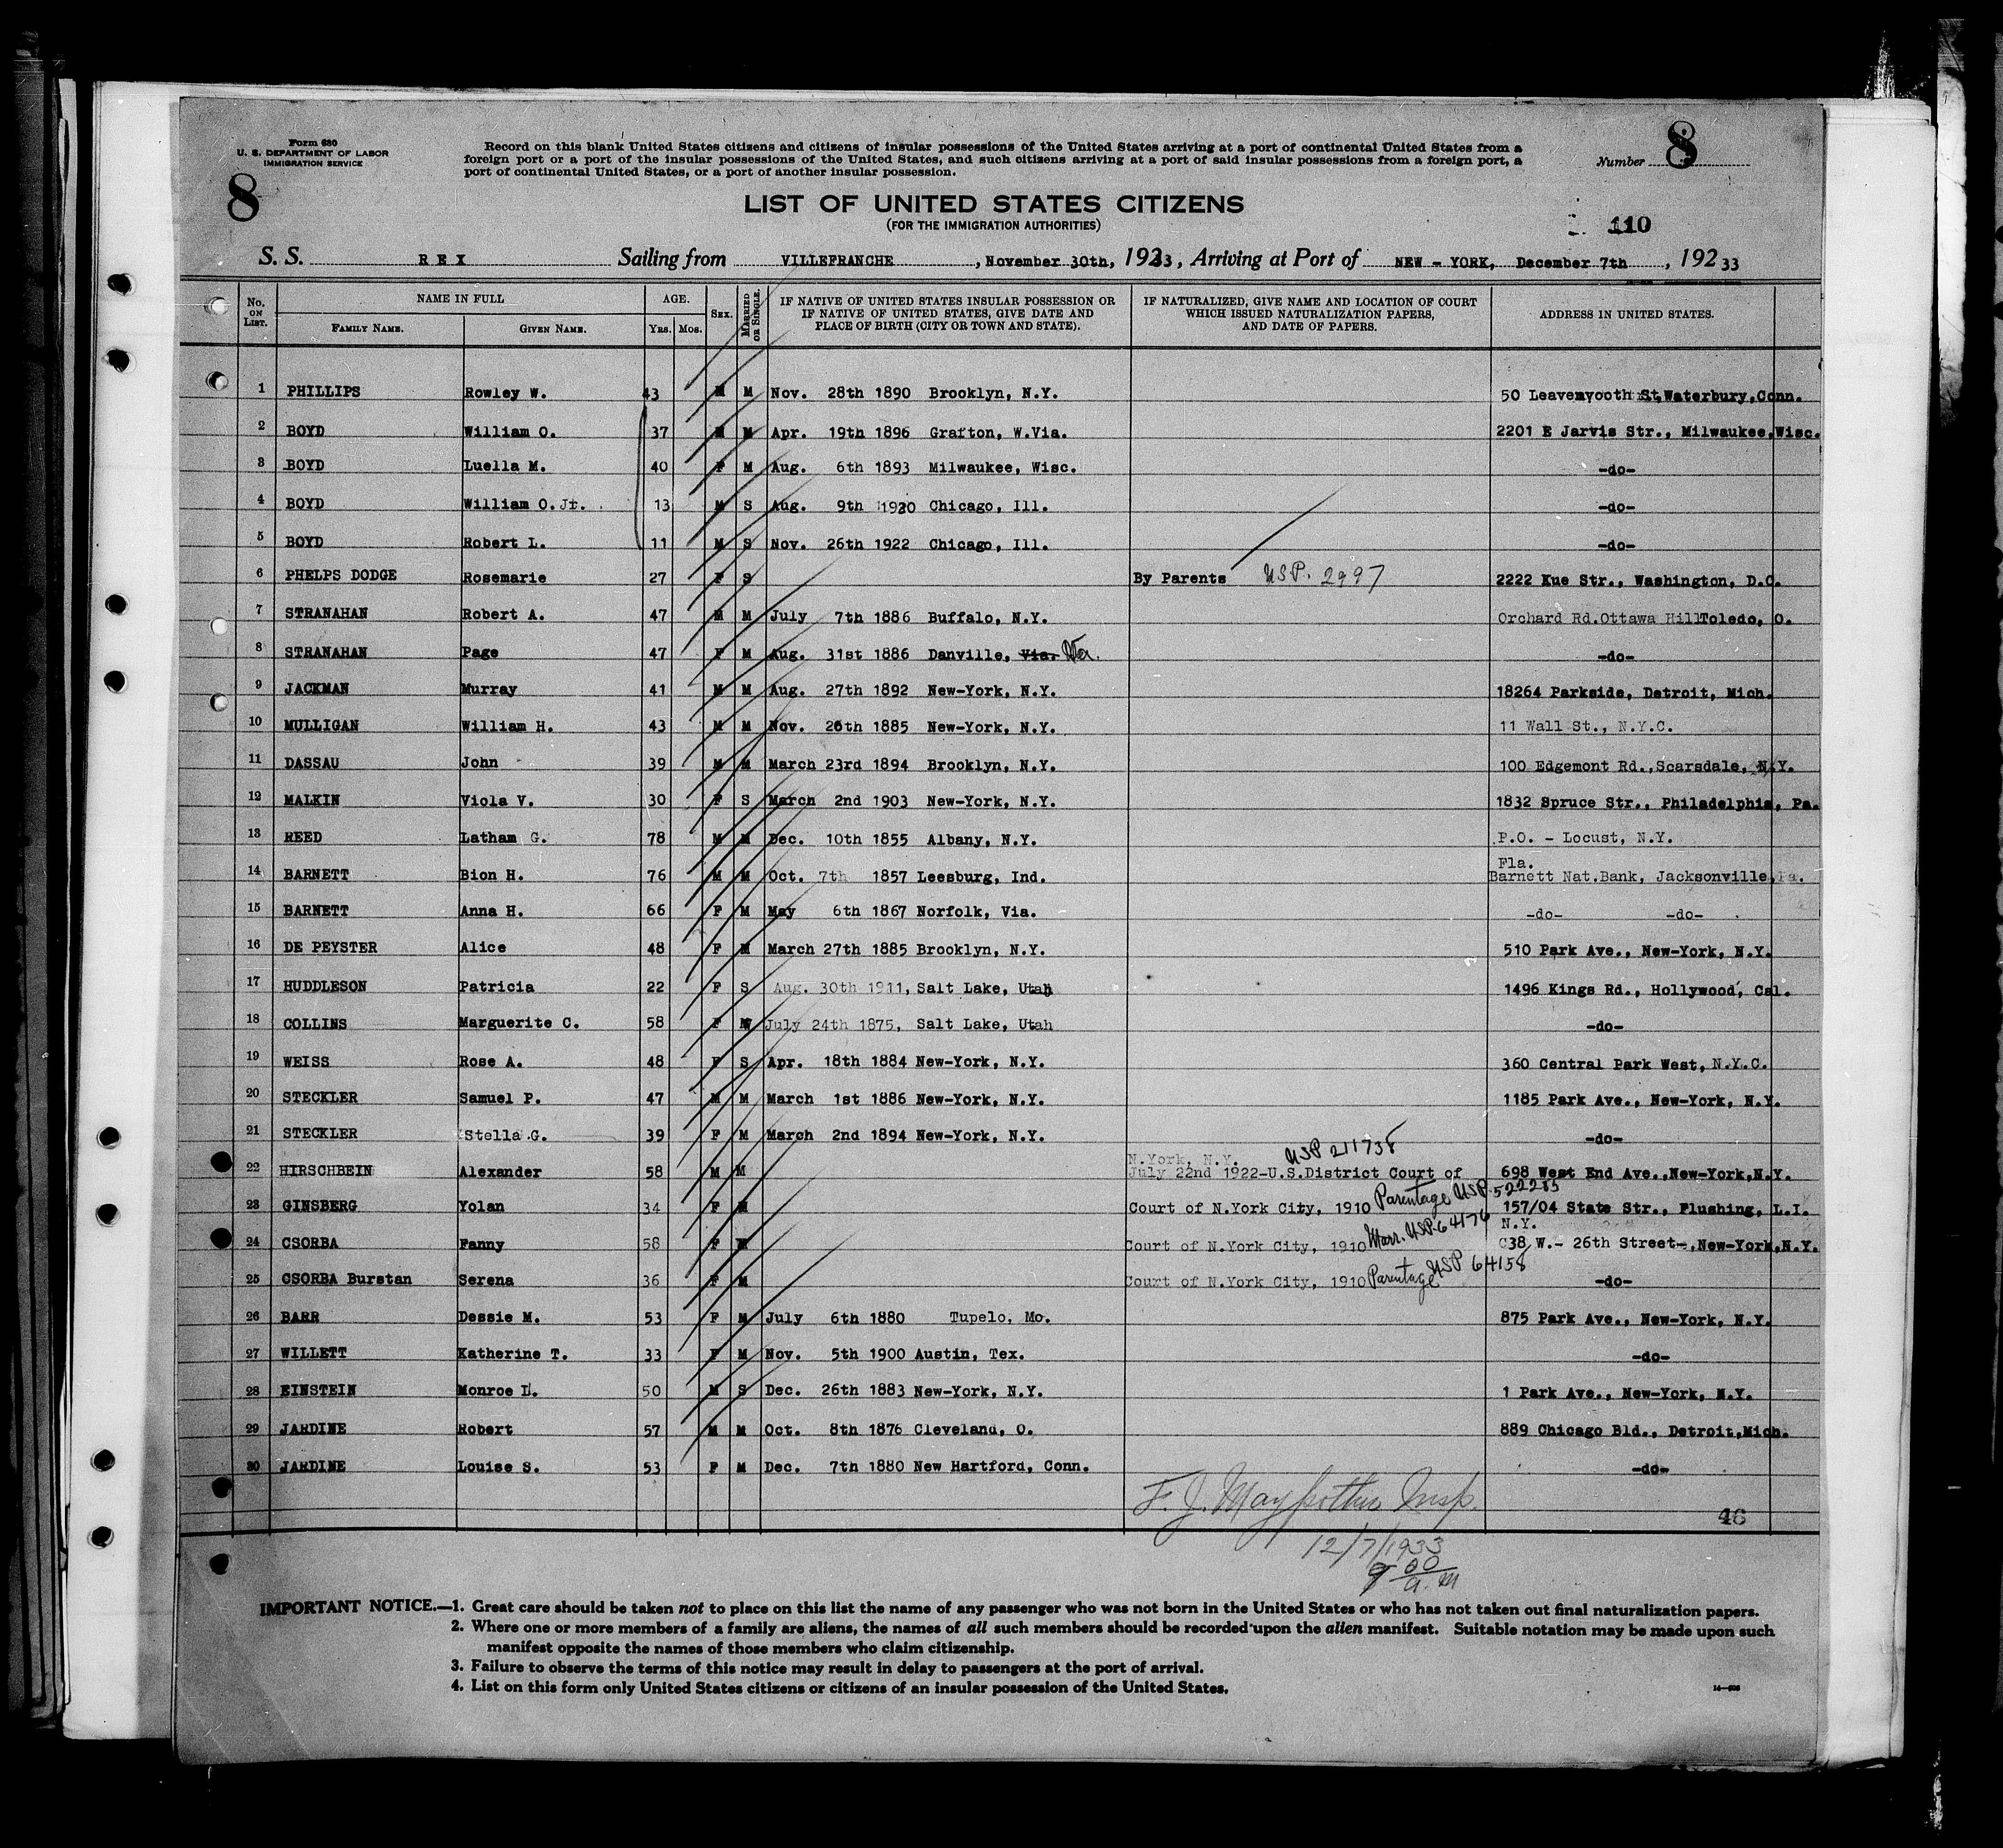 Form 630
U. S. DEPARTMENT OF LABOR
IMMIGRATION SERVICE
8
Record on this blank United States citizens and citizens of insular possessions of the United States arriving at a port of continental United States from a
foreign port or a port of the insular possessions of the United States, and such citizens arriving at a port of said insular possessions from a foreign port, a
port of continental United States, or a port of another insular possession.
Number 8
LIST OF UNITED STATES CITIZENS
(FOR THE IMMIGRATION AUTHORITIES)
110
S. S. REX Sailing from VILLEFRANCHE, November 30th, 1933, Arriving at Port of NEW-YORK, December 7th, 19233
No. ON LIST. NAME IN FULL FAMILY NAME. GIVEN NAME. AGE. YRS. MOS. SEX. MARRIED OR SINGLE. IF NATIVE OF UNITED STATES INSULAR POSSESSION OR IF NATIVE OF UNITED STATES, GIVE DATE AND PLACE OF BIRTH (CITY OR TOWN AND STATE). IF NATURALIZED, GIVE NAME AND LOCATION OF COURT WHICH ISSUED NATURALIZATION PAPERS, AND DATE OF PAPERS. ADDRESS IN UNITED STATES.
1 PHILLIPS Rowley W. 43 M M Nov. 28th 1890 Brooklyn, N.Y. 50 St, Waterbury, Conn.
2 BOYD William O. 37 M M Apr. 19th 1896 Grafton, W.Via. 2201 E Jarvis Str., Milwaukee, Wisc.
3 BOYD Luella M. 40 F M Aug. 6th 1893 Milwaukee, Wisc. -do-
4 BOYD William O. Jr. 13 M S Aug. 9th 1920 Chicago, Ill. -do-
5 BOYD Robert L. 11 M S Nov. 26th 1922 Chicago, Ill. -do-
6 PHELPS DODGE Rosemarie 27 F S By Parents USP. 2997 2222 Kue Str., Washington, D.C.
7 STRANAHAN Robert A. 47 M M July 7th 1886 Buffalo, N.Y. Orchard Rd.Ottawa Hill Toledo, O.
8 STRANAHAN Page 47 F M Aug. 31st 1886 Danville, Via. Va. -do-
9 JACKMAN Murray 41 M M Aug. 27th 1892 New-York, N.Y. 18264 Parkside, Detroit, Mich.
10 MULLIGAN William H. 43 M M Nov. 26th 1885 New-York, N.Y. 11 Wall St., N.Y.C.
11 DASSAU John 39 M M March 23rd 1894 Brooklyn, N.Y. 100 Edgemont Rd., Scarsdale, N.Y.
12 MALKIN Viola V. 30 F S March 2nd 1903 New-York, N.Y. 1832 Spruce Str., Philadelphia, Pa.
13 REED Latham G. 78 M M Dec. 10th 1855 Albany, N.Y. P.O. - Locust, N.Y.
Fla.
14 BARNETT Bion H. 76 M M Oct. 7th 1857 Leesburg, Ind. Barnett Nat.Bank, Jacksonville, Pa.
15 BARNETT Anna H. 66 F M May 6th 1867 Norfolk, Via. -do- -do-
16 DE PEYSTER Alice 48 F M March 27th 1885 Brooklyn, N.Y. 510 Park Ave., New-York, N.Y.
17 HUDDLESON Patricia 22 F S Aug. 30th 1911, Salt Lake, Utah 1496 Kings Rd., Hollywood, Cal.
18 COLLINS Marguerite C. 58 F July 24th 1875, Salt Lake, Utah -do-
19 WEISS Rose A. 48 F S Apr. 18th 1884 New-York, N.Y. 360 Central Park West, N.Y.C.
20 STECKLER Samuel P. 47 M M March 1st 1886 New-York, N.Y. 1185 Park Ave., New-York, N.Y.
21 STECKLER Stella G. 39 F M March 2nd 1894 New-York, N.Y. -do-
N.York, N.Y. USP 211738
22 HIRSCHBEIN Alexander 58 M M July 22nd 1922-U.S.District Court of 698 West End Ave., New-York, N.Y.
23 GINSBERG Yolan 34 F M Court of N.York City, 1910 Parentage USP. 522285 157/04 State Str., Flushing, L.I.
N.Y.
24 CSORBA Fanny 58 F M Court of N.York City, 1910 Marr. USP-64176 C38 W.- 26th Street-, New-York, N.Y.
25 CSORBA Burstan Serena 36 F M Court of N.York City, 1910 Parentage USP 64158 -do-
26 BARR Dessie M. 53 F M July 6th 1880 Tupelo, Mo. 875 Park Ave., New-York, N.Y.
27 WILLETT Katherine T. 33 F M Nov. 5th 1900 Austin, Tex. -do-
28 EINSTEIN Monroe L. 50 M S Dec. 26th 1883 New-York, N.Y. 1 Park Ave., New-York, N.Y.
29 JARDINE Robert 57 M M Oct. 8th 1876 Cleveland, O. 889 Chicago Bld., Detroit, Mich.
30 JARDINE Louise S. 53 F M Dec. 7th 1880 New Hartford, Conn. -do-
F. J. Insp.
46
12/7/1933
9 00 a.m
IMPORTANT NOTICE.—1. Great care should be taken not to place on this list the name of any passenger who was not born in the United States or who has not taken out final naturalization papers.
2. Where one or more members of a family are aliens, the names of all such members should be recorded upon the alien manifest. Suitable notation may be made upon such
manifest opposite the names of those members who claim citizenship.
3. Failure to observe the terms of this notice may result in delay to passengers at the port of arrival.
4. List on this form only United States citizens or citizens of an insular possession of the United States.